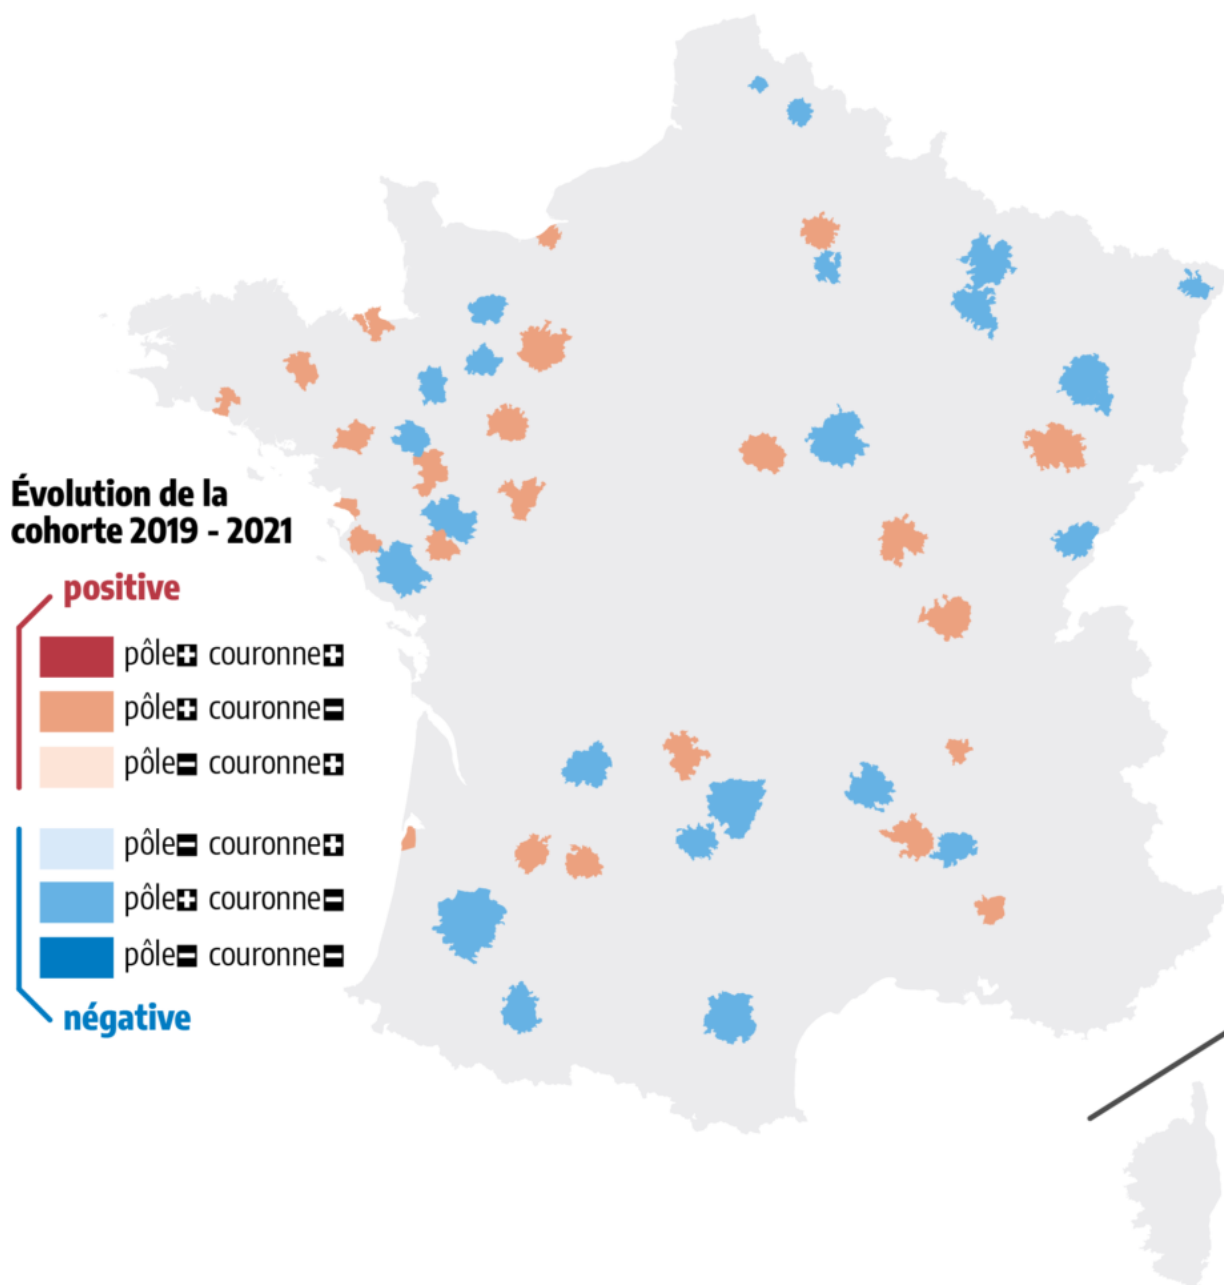 Évolution de la
cohorte 2019 - 2021
positive
pôle+ couronne+
pôle+ couronne-
pôle- couronne+
pôle- couronne+
pôle+ couronne-
pôle- couronne-
négative